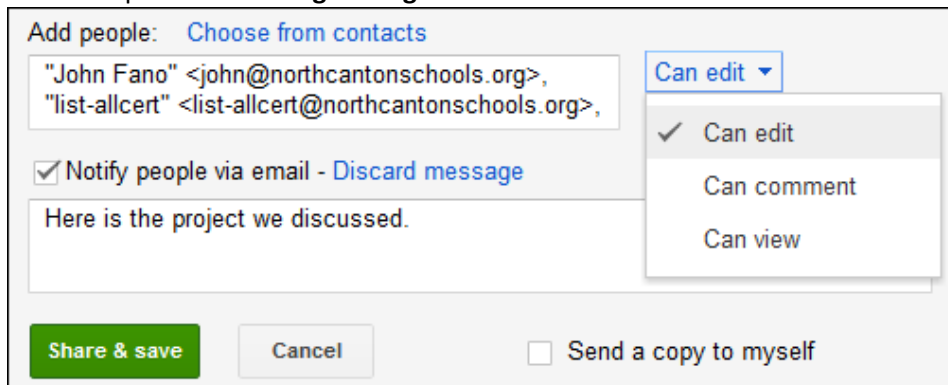 Add people: Choose from contacts
"John Fano" <john@northcantonschools.org>,
"list-allcert" <list-allcert@northcantonschools.org>,
Can edit
Can edit
Can comment
Can view
Notify people via email - Discard message
Here is the project we discussed.
Share & save
Cancel
Send a copy to myself